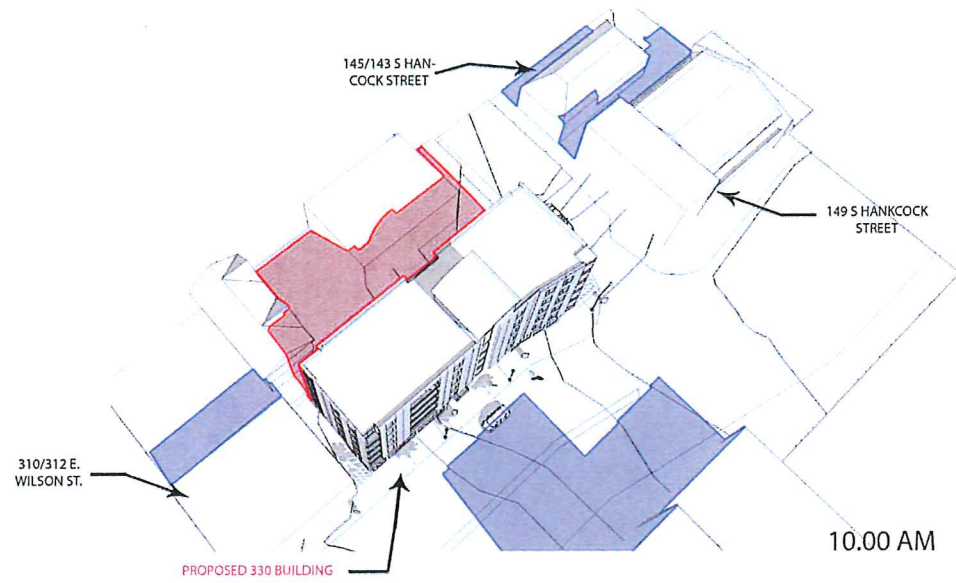 145/143 S HAN-
COCK STREET
149 S HANKCOCK
STREET
310/312 E.
WILSON ST.
10.00 AM
PROPOSED 330 BUILDING